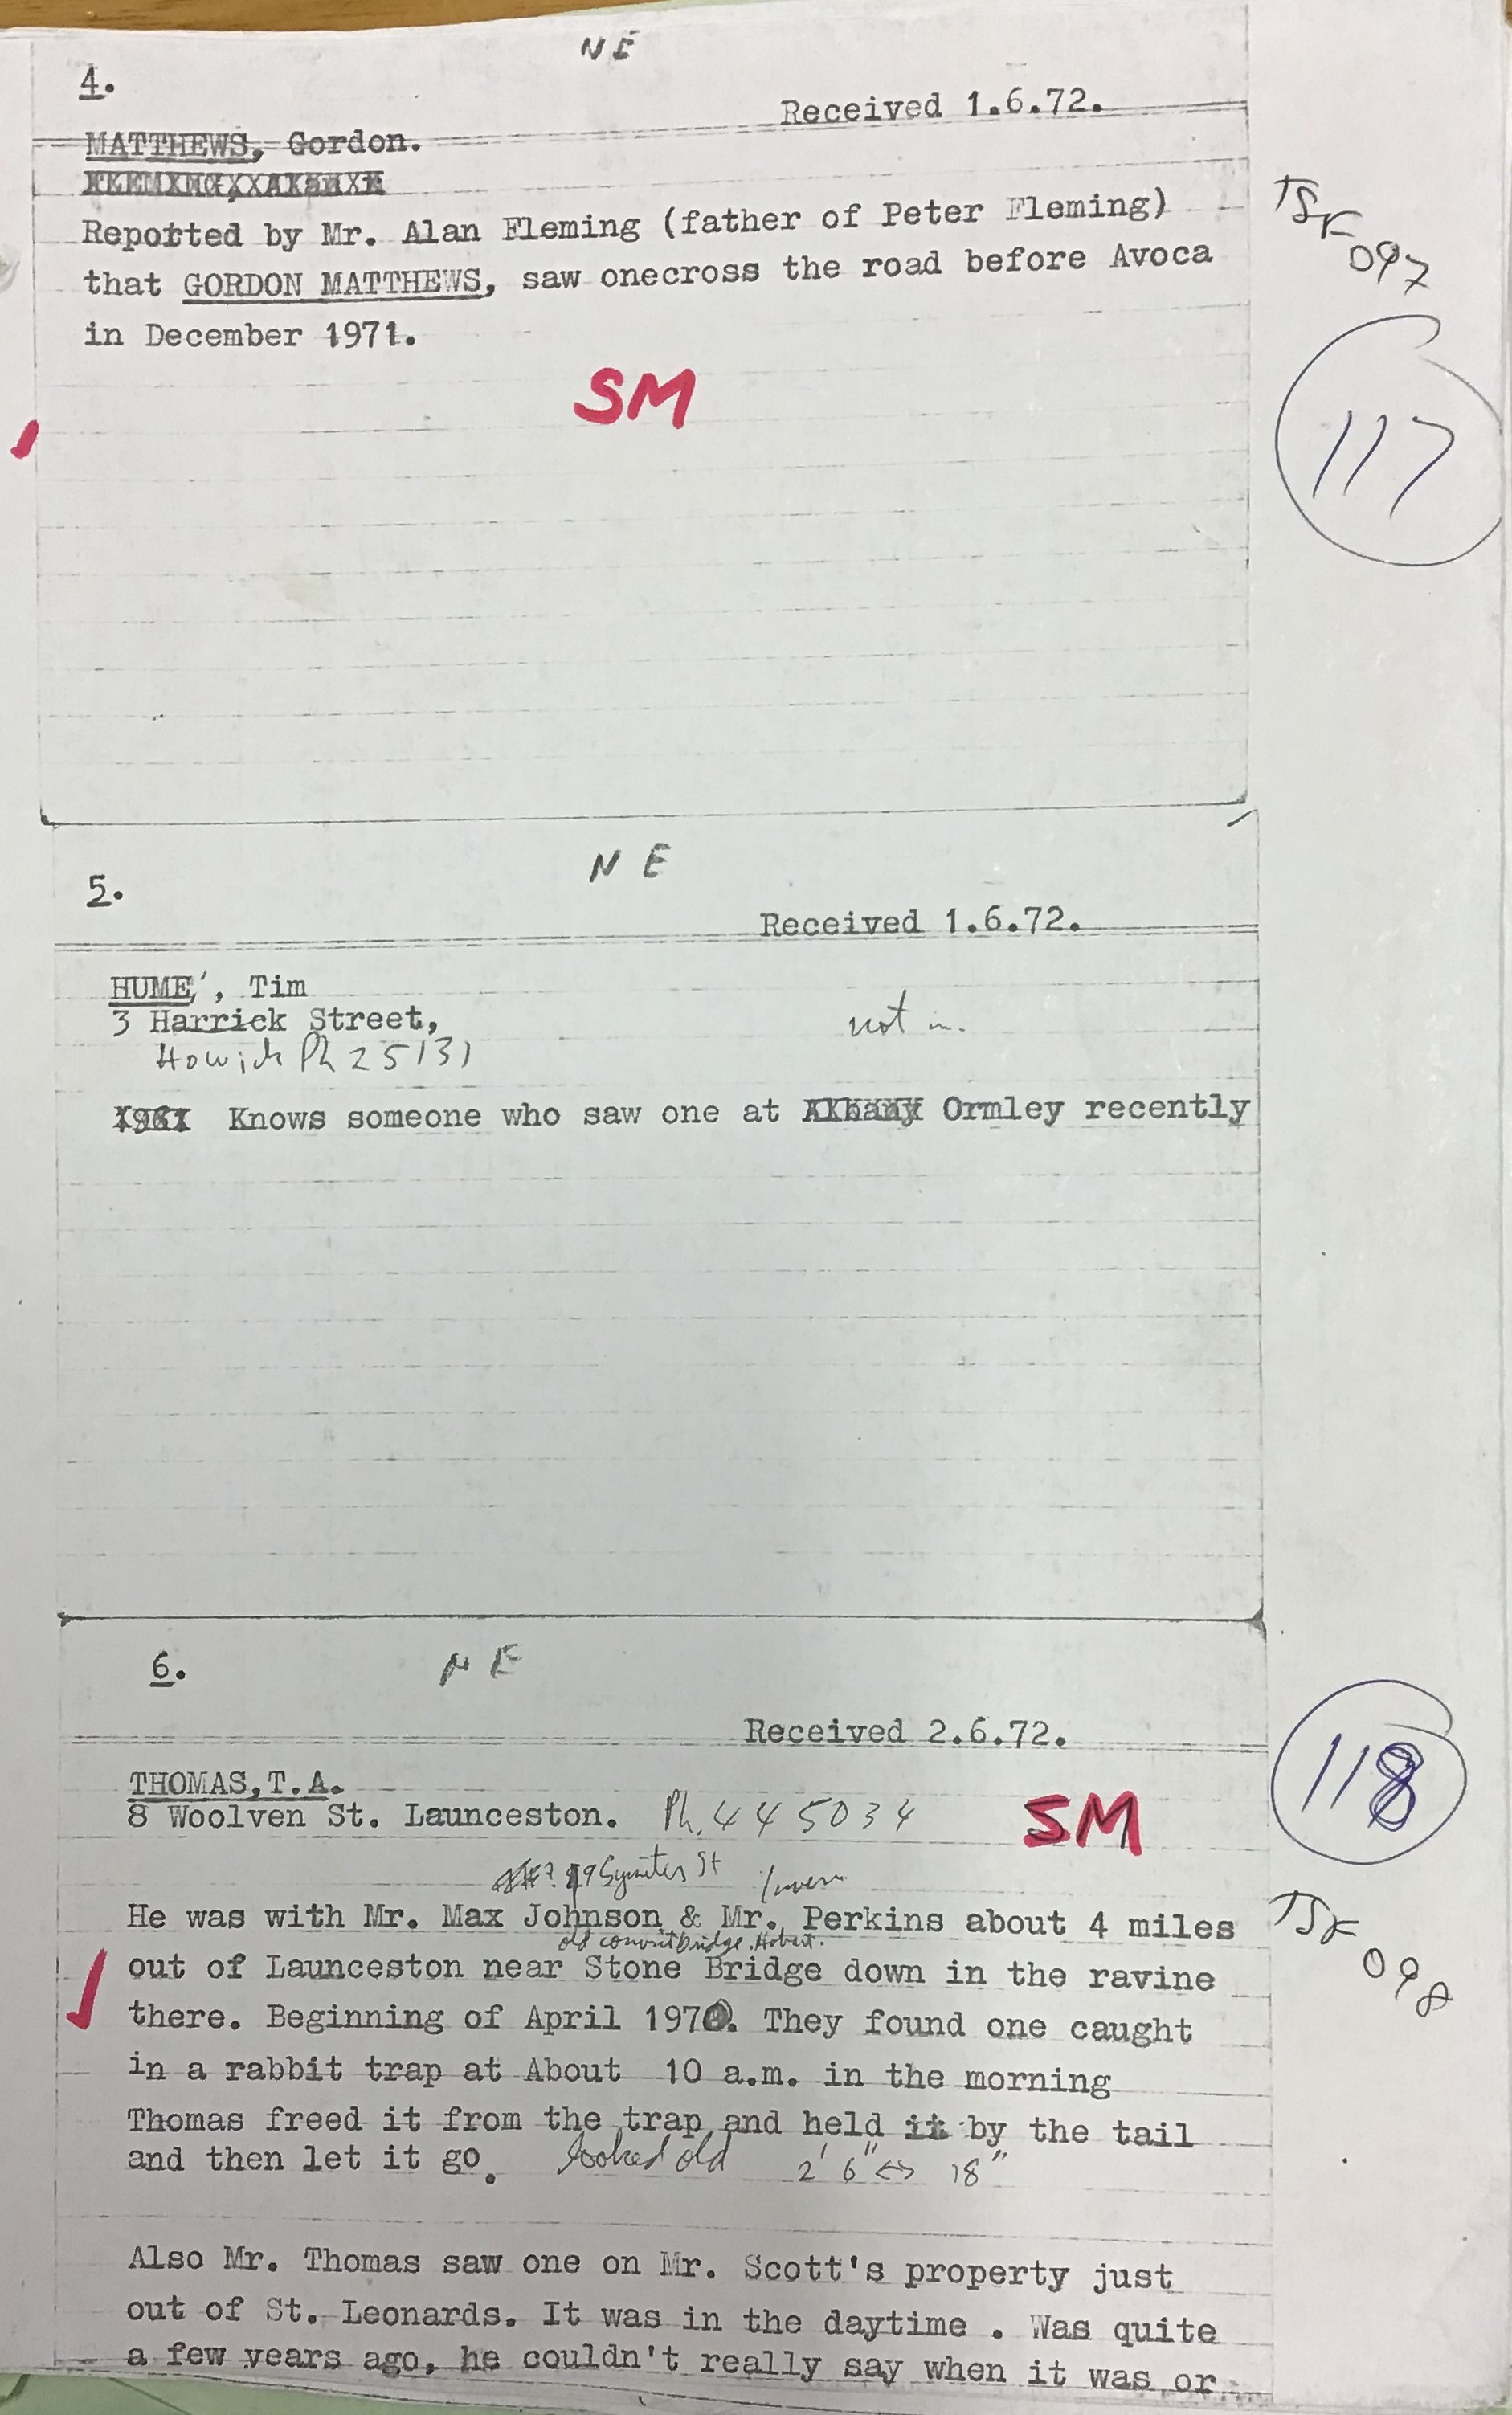 NE
4.
Received 1.6.72.
MATTHEWS, Gordon.
Reported by Mr. Alan Fleming (father of Peter Fleming)
that GORDON MATTHEWS, saw onecross the road before Avoca
in December 1971.
SM
TSF
097
117
NE
5.
Received 1.6.72.
HUME, Tim
3 Harrick Street,
not in.
Howick Ph 25131
Knows someone who saw one at Ormley recently
6.
NE
Received 2.6.72.
118
THOMAS, T.A.
8 Woolven St. Launceston. Ph. 445034
SM
St
He was with Mr. Max Johnson & Mr. Perkins about 4 miles
old convict bridge. Hobart.
out of Launceston near Stone Bridge down in the ravine
there. Beginning of April 1970. They found one caught
TSF
098
in a rabbit trap at About 10 a.m. in the morning
Thomas freed it from the trap and held it by the tail
and then let it go. looked old 2' 6" <-> 18"
Also Mr. Thomas saw one on Mr. Scott's property just
out of St. Leonards. It was in the daytime . Was quite
a few years ago, he couldn't really say when it was or